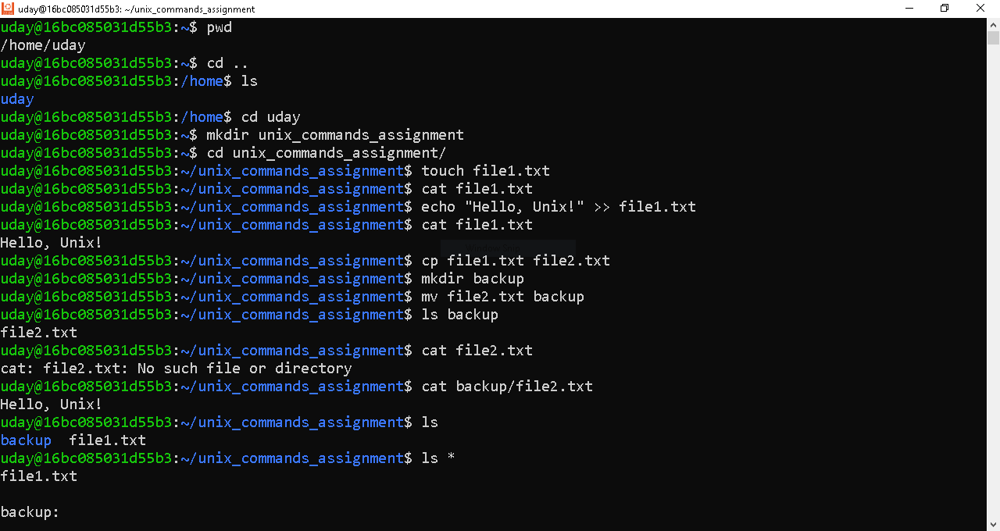 uday@16bc085031d55b3: ~/unix_commands_assignment
uday@16bc085031d55b3:~$ pwd
/home/uday
uday@16bc085031d55b3:~$ cd ..
uday@16bc085031d55b3:/home$ ls
uday
uday@16bc085031d55b3:/home$ cd uday
uday@16bc085031d55b3:~$ mkdir unix_commands_assignment
uday@16bc085031d55b3:~$ cd unix_commands_assignment/
uday@16bc085031d55b3:~/unix_commands_assignment$ touch file1.txt
uday@16bc085031d55b3:~/unix_commands_assignment$ cat file1.txt
uday@16bc085031d55b3:~/unix_commands_assignment$ echo "Hello, Unix!" >> file1.txt
uday@16bc085031d55b3:~/unix_commands_assignment$ cat file1.txt
Hello, Unix!
uday@16bc085031d55b3:~/unix_commands_assignment$ cp file1.txt file2.txt
uday@16bc085031d55b3:~/unix_commands_assignment$ mkdir backup
uday@16bc085031d55b3:~/unix_commands_assignment$ mv file2.txt backup
uday@16bc085031d55b3:~/unix_commands_assignment$ ls backup
file2.txt
uday@16bc085031d55b3:~/unix_commands_assignment$ cat file2.txt
cat: file2.txt: No such file or directory
uday@16bc085031d55b3:~/unix_commands_assignment$ cat backup/file2.txt
Hello, Unix!
uday@16bc085031d55b3:~/unix_commands_assignment$ ls
backup  file1.txt
uday@16bc085031d55b3:~/unix_commands_assignment$ ls *
file1.txt
backup: